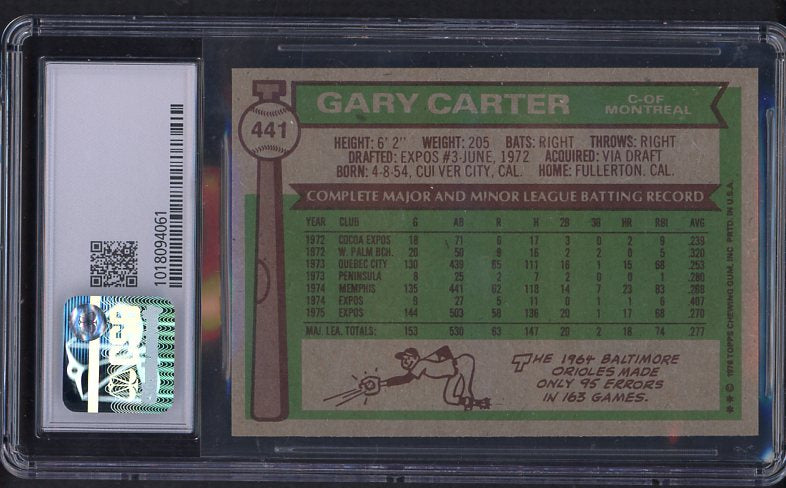 441
GARY CARTER
C-OF
MONTREAL
HEIGHT: 6' 2" WEIGHT: 205 BATS: RIGHT THROWS: RIGHT
DRAFTED: EXPOS #3-JUNE, 1972 ACQUIRED: VIA DRAFT
BORN: 4-8-54, CULVER CITY, CAL. HOME: FULLERTON, CAL.
COMPLETE MAJOR AND MINOR LEAGUE BATTING RECORD
YEAR CLUB G AB R H 2B 3B HR RBI AVG
1972 COCOA EXPOS 18 71 6 17 3 0 2 9 .239
1972 W. PALM BCH. 20 50 9 16 2 2 0 5 .320
1973 QUEBEC CITY 130 439 65 111 16 1 15 68 .253
1973 PENINSULA 8 25 2 7 2 0 0 1 .280
1974 MEMPHIS 135 441 62 118 14 7 23 83 .268
1974 EXPOS 9 27 5 11 0 1 1 6 .407
1975 EXPOS 144 503 58 136 20 1 17 68 .270
MAJ. LEA. TOTALS: 153 530 63 147 20 2 18 74 .277
THE 1964 BALTIMORE
ORIOLES MADE
ONLY 95 ERRORS
IN 163 GAMES.
** © 1976 TOPPS CHEWING GUM, INC. PRTD. IN U.S.A.
1018094061